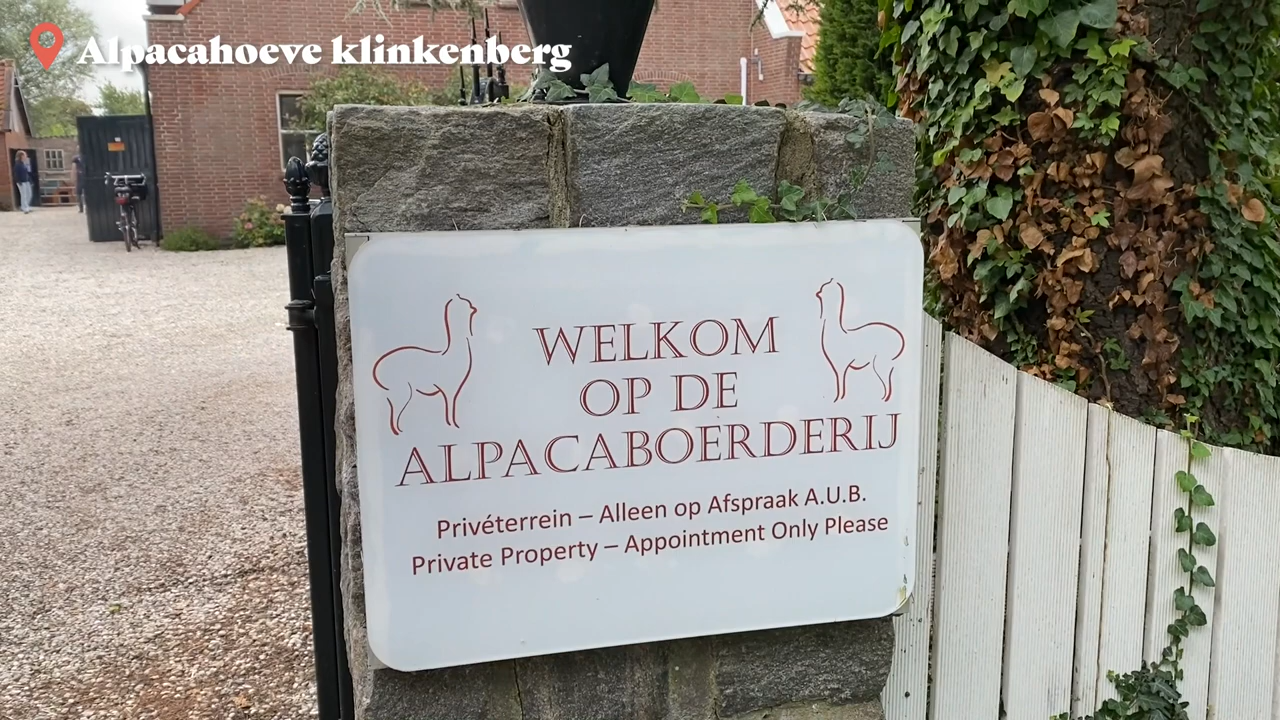 Alpacahoeve klinkenberg
WELKOM
OP DE
ALPACABOERDERIJ
Privéterrein – Alleen op Afspraak A.U.B.
Private Property – Appointment Only Please